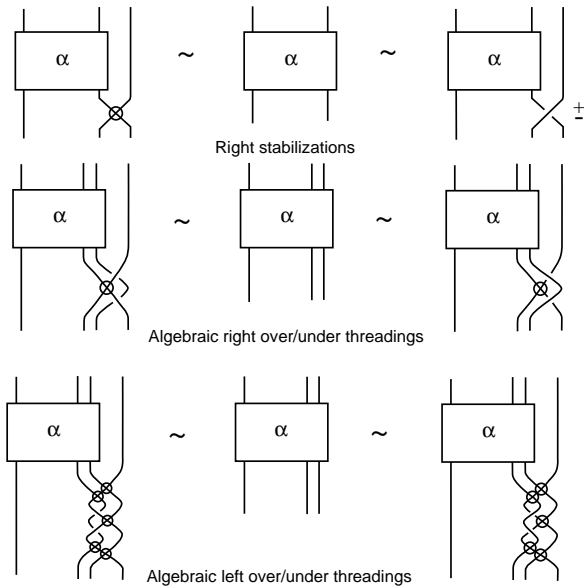 α ~ α ~ α ±
Right stabilizations
α ~ α ~ α
Algebraic right over/under threadings
α ~ α ~ α
Algebraic left over/under threadings